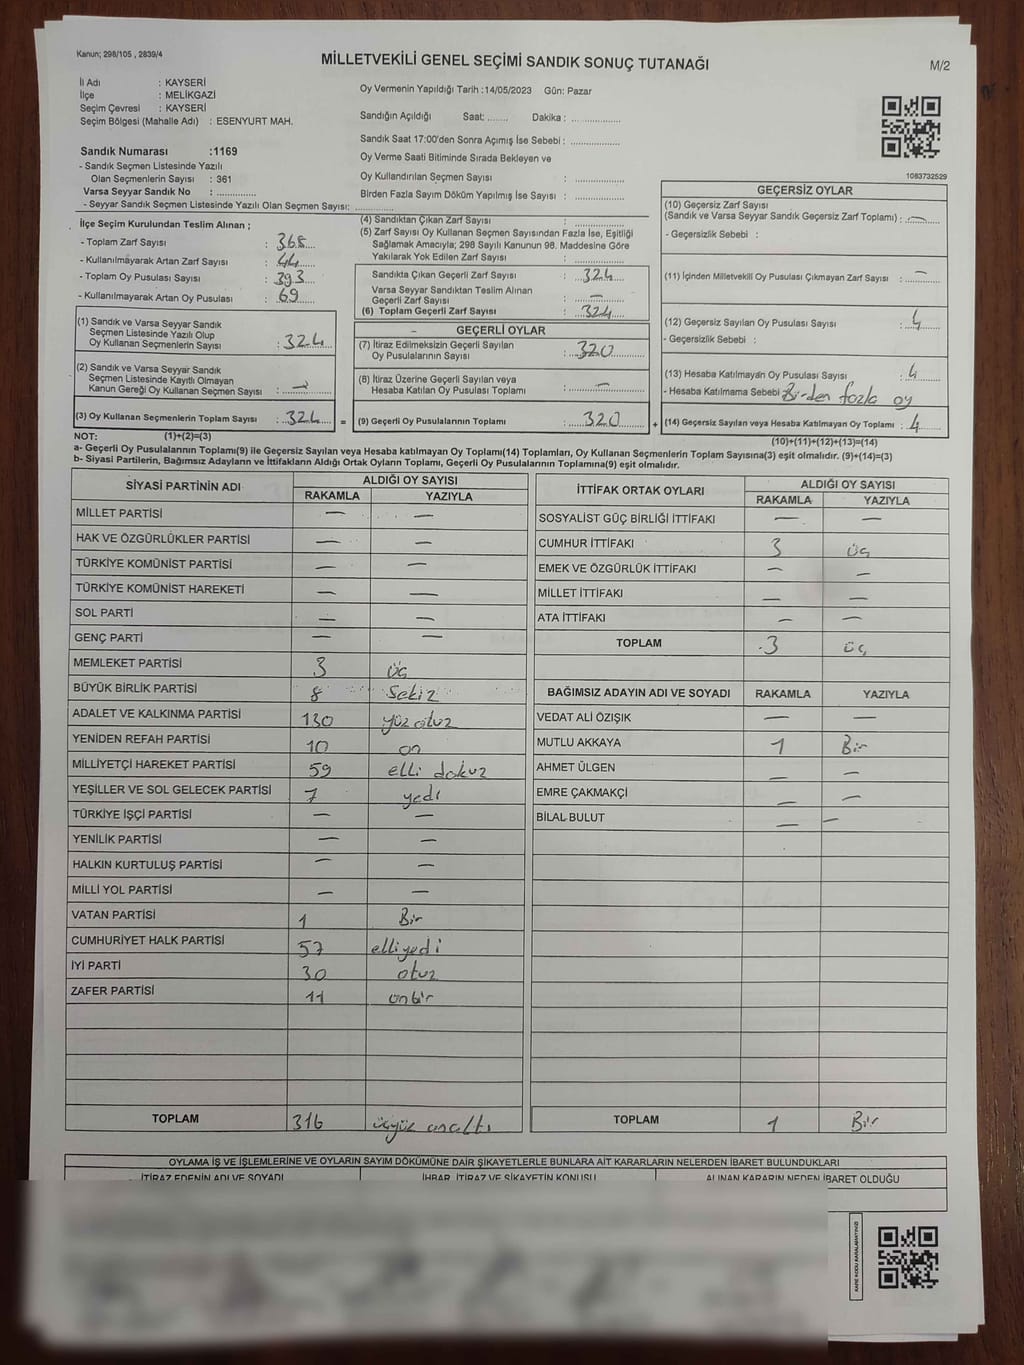 Kanun; 298/105 , 2839/4
MİLLETVEKİLİ GENEL SEÇİMİ SANDIK SONUÇ TUTANAĞI
M/2
İl Adı : KAYSERİ
İlçe : MELİKGAZİ
Seçim Çevresi : KAYSERİ
Seçim Bölgesi (Mahalle Adı) : ESENYURT MAH.
Sandık Numarası :1169
- Sandık Seçmen Listesinde Yazılı
Olan Seçmenlerin Sayısı : 361
Varsa Seyyar Sandık No : ..............
- Seyyar Sandık Seçmen Listesinde Yazılı Olan Seçmen Sayısı: ..............
Oy Vermenin Yapıldığı Tarih :14/05/2023 Gün: Pazar
Sandığın Açıldığı Saat: ....... Dakika : ..............
Sandık Saat 17:00'den Sonra Açımış İse Sebebi : ..............
Oy Verme Saati Bitiminde Sırada Bekleyen ve
Oy Kullandırılan Seçmen Sayısı : ..............
Birden Fazla Sayım Döküm Yapılmış İse Sayısı : ..............
1083732529
İlçe Seçim Kurulundan Teslim Alınan ;
- Toplam Zarf Sayısı : 368
- Kullanılmayarak Artan Zarf Sayısı : 44
- Toplam Oy Pusulası Sayısı : 393
- Kullanılmayarak Artan Oy Pusulası : 69
(1) Sandık ve Varsa Seyyar Sandık
Seçmen Listesinde Yazılı Olup
Oy Kullanan Seçmenlerin Sayısı : 324
(2) Sandık ve Varsa Seyyar Sandık
Seçmen Listesinde Kayıtlı Olmayan
Kanun Gereği Oy Kullanan Seçmen Sayısı : —
(3) Oy Kullanan Seçmenlerin Toplam Sayısı : 324 =
(4) Sandıktan Çıkan Zarf Sayısı : ..............
(5) Zarf Sayısı Oy Kullanan Seçmen Sayısından Fazla İse, Eşitliği
Sağlamak Amacıyla; 298 Sayılı Kanunun 98. Maddesine Göre
Yakılarak Yok Edilen Zarf Sayısı : ..............
Sandıkta Çıkan Geçerli Zarf Sayısı : 324
Varsa Seyyar Sandıktan Teslim Alınan
Geçerli Zarf Sayısı : —
(6) Toplam Geçerli Zarf Sayısı : 324
GEÇERLİ OYLAR
(7) İtiraz Edilmeksizin Geçerli Sayılan
Oy Pusulalarının Sayısı : 320
(8) İtiraz Üzerine Geçerli Sayılan veya
Hesaba Katılan Oy Pusulası Toplamı : —
(9) Geçerli Oy Pusulalarının Toplamı : 320 +
GEÇERSİZ OYLAR
(10) Geçersiz Zarf Sayısı
(Sandık ve Varsa Seyyar Sandık Geçersiz Zarf Toplamı) : —
- Geçersizlik Sebebi :
(11) İçinden Milletvekili Oy Pusulası Çıkmayan Zarf Sayısı : —
(12) Geçersiz Sayılan Oy Pusulası Sayısı : 4
- Geçersizlik Sebebi :
(13) Hesaba Katılmayan Oy Pusulası Sayısı : 4
- Hesaba Katılmama Sebebi Birden fazla oy
(14) Geçersiz Sayılan veya Hesaba Katılmayan Oy Toplamı : 4
NOT: (1)+(2)=(3)
(10)+(11)+(12)+(13)=(14)
a- Geçerli Oy Pusulasının Toplamı(9) ile Geçersiz Sayılan veya Hesaba katılmayan Oy Toplamı(14) Toplamları, Oy Kullanan Seçmenlerin Toplam Sayısına(3) eşit olmalıdır. (9)+(14)=(3)
b- Siyasi Partilerin, Bağımsız Adayların ve İttifakların Aldığı Ortak Oyların Toplamı, Geçerli Oy Pusulalarının Toplamına(9) eşit olmalıdır.
SİYASİ PARTİNİN ADI ALDIĞI OY SAYISI
RAKAMLA YAZIYLA
MİLLET PARTİSİ — —
HAK VE ÖZGÜRLÜKLER PARTİSİ — —
TÜRKİYE KOMÜNİST PARTİSİ — —
TÜRKİYE KOMÜNİST HAREKETİ — —
SOL PARTİ — —
GENÇ PARTİ — —
MEMLEKET PARTİSİ 3 üç
BÜYÜK BİRLİK PARTİSİ 8 Sekiz
ADALET VE KALKINMA PARTİSİ 130 yüzotuz
YENİDEN REFAH PARTİSİ 10 on
MİLLİYETÇİ HAREKET PARTİSİ 59 elli dokuz
YEŞİLLER VE SOL GELECEK PARTİSİ 7 yedi
TÜRKİYE İŞÇİ PARTİSİ — —
YENİLİK PARTİSİ — —
HALKIN KURTULUŞ PARTİSİ — —
MİLLİ YOL PARTİSİ — —
VATAN PARTİSİ 1 Bir
CUMHURİYET HALK PARTİSİ 57 elliyedi
İYİ PARTİ 30 otuz
ZAFER PARTİSİ 11 onbir
TOPLAM 316 üçyüz onaltı
İTTİFAK ORTAK OYLARI ALDIĞI OY SAYISI
RAKAMLA YAZIYLA
SOSYALİST GÜÇ BİRLİĞİ İTTİFAKI — —
CUMHUR İTTİFAKI 3 üç
EMEK VE ÖZGÜRLÜK İTTİFAKI — —
MİLLET İTTİFAKI — —
ATA İTTİFAKI — —
TOPLAM 3 üç
BAĞIMSIZ ADAYIN ADI VE SOYADI RAKAMLA YAZIYLA
VEDAT ALİ ÖZIŞIK — —
MUTLU AKKAYA 1 Bir
AHMET ÜLGEN — —
EMRE ÇAKMAKÇİ — —
BİLAL BULUT — —
TOPLAM 1 Bir
OYLAMA İŞ VE İŞLEMLERİNE VE OYLARIN SAYIM DÖKÜMÜNE DAİR ŞİKAYETLERLE BUNLARA AİT KARARLARIN NELERDEN İBARET BULUNDUKLARI
İTİRAZ EDENİN ADI VE SOYADI İHBAR, İTİRAZ VE ŞİKAYETİN KONUSU ALINAN KARARIN NEDEN İBARET OLDUĞU
KARE KODU KARALAMAYINIZ!